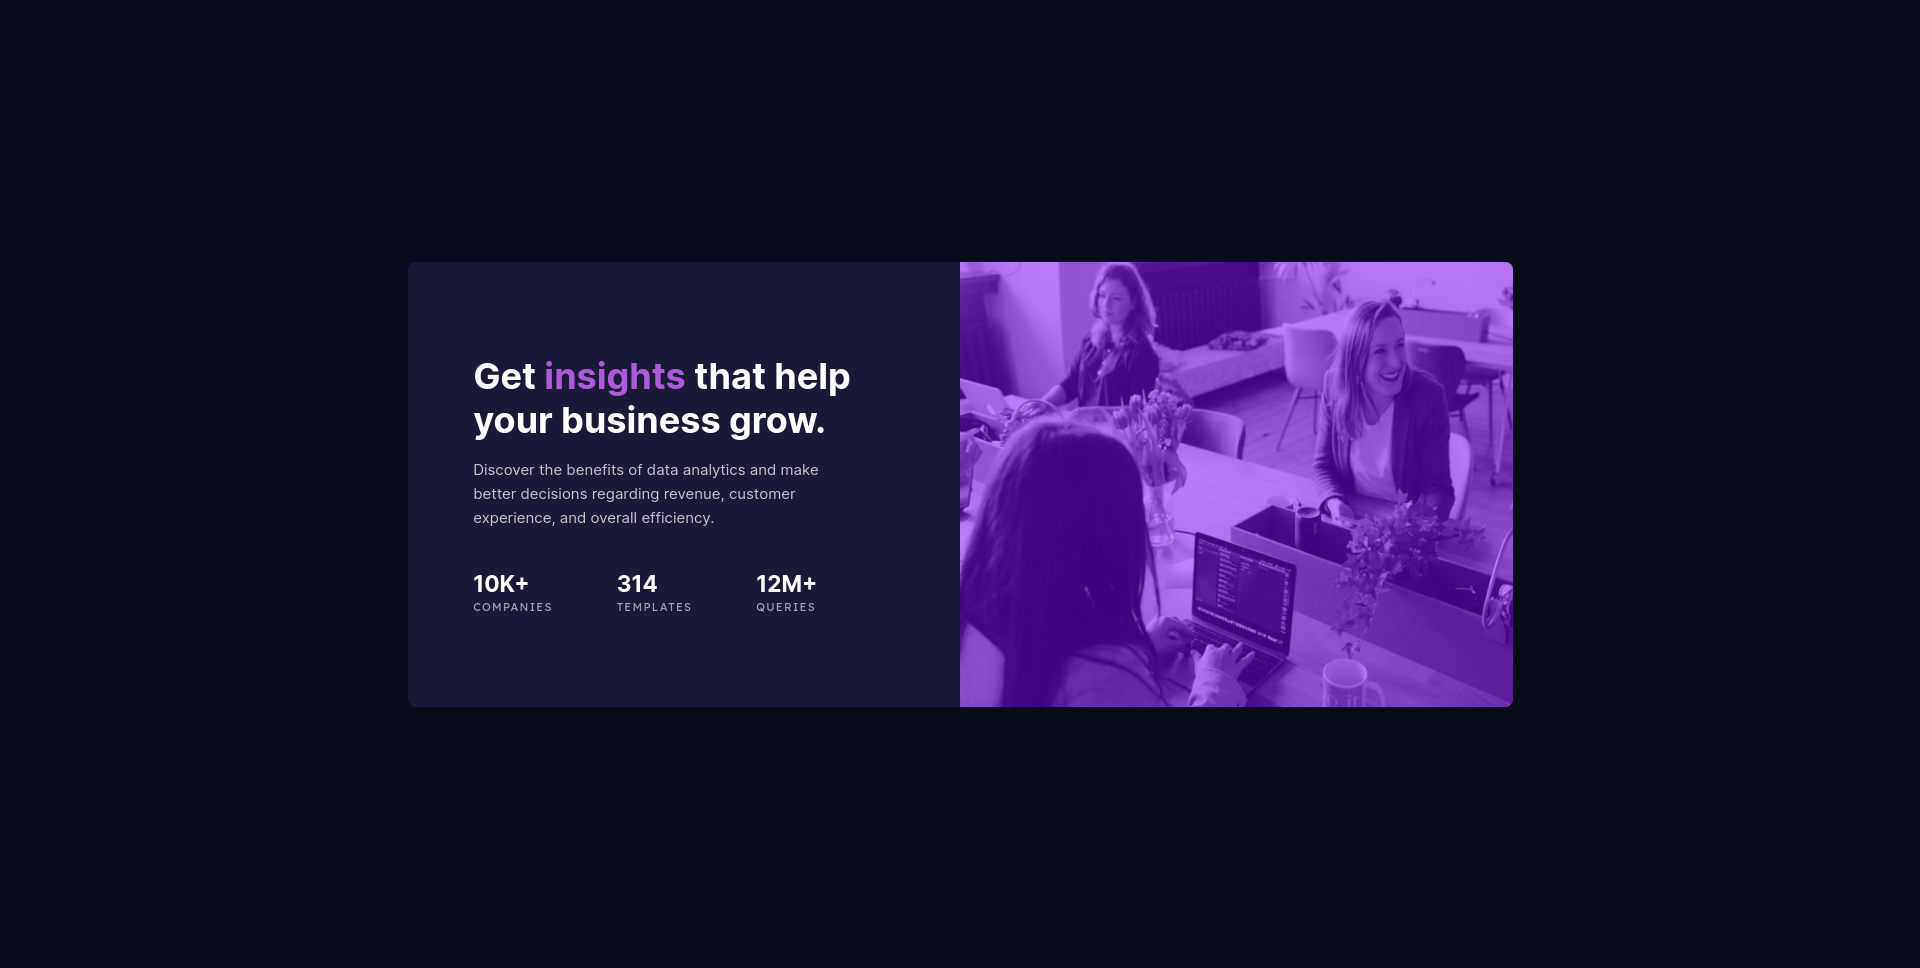 Get insights that help
your business grow.
Discover the benefits of data analytics and make
better decisions regarding revenue, customer
experience, and overall efficiency.
10K+ 314 12M+
COMPANIES TEMPLATES QUERIES